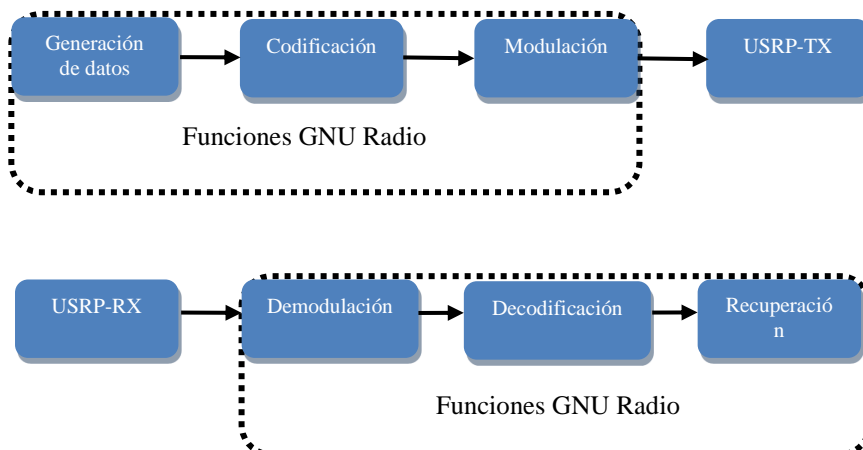 Generación
de datos
Codificación
Modulación
USRP-TX
Funciones GNU Radio
USRP-RX
Demodulación
Decodificación
Recuperació
n
Funciones GNU Radio